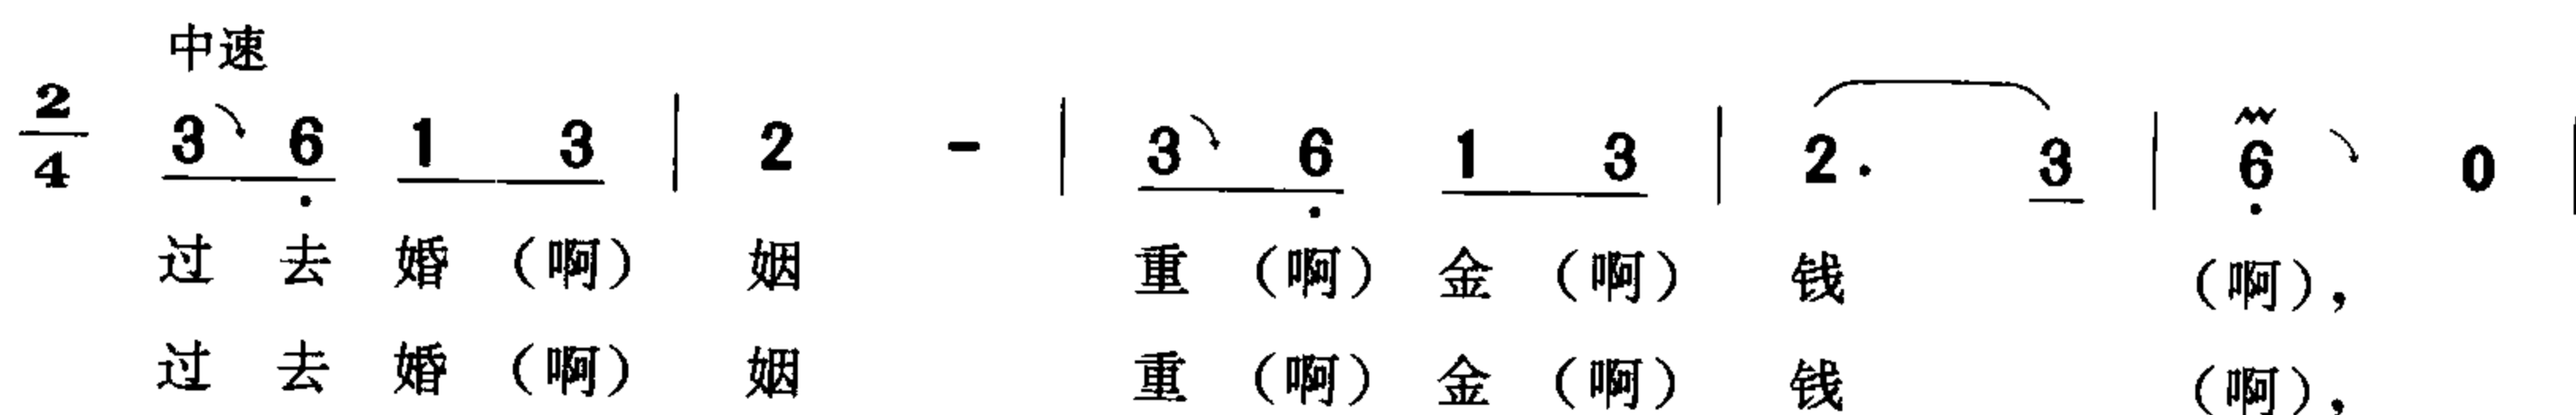 中速
2/4 3 6 1 3 | 2 - | 3 6 1 3 | 2. 3 | 6 0 |
过 去 婚 （啊） 姻 重 （啊） 金 （啊） 钱 （啊），
过 去 婚 （啊） 姻 重 （啊） 金 （啊） 钱 （啊），